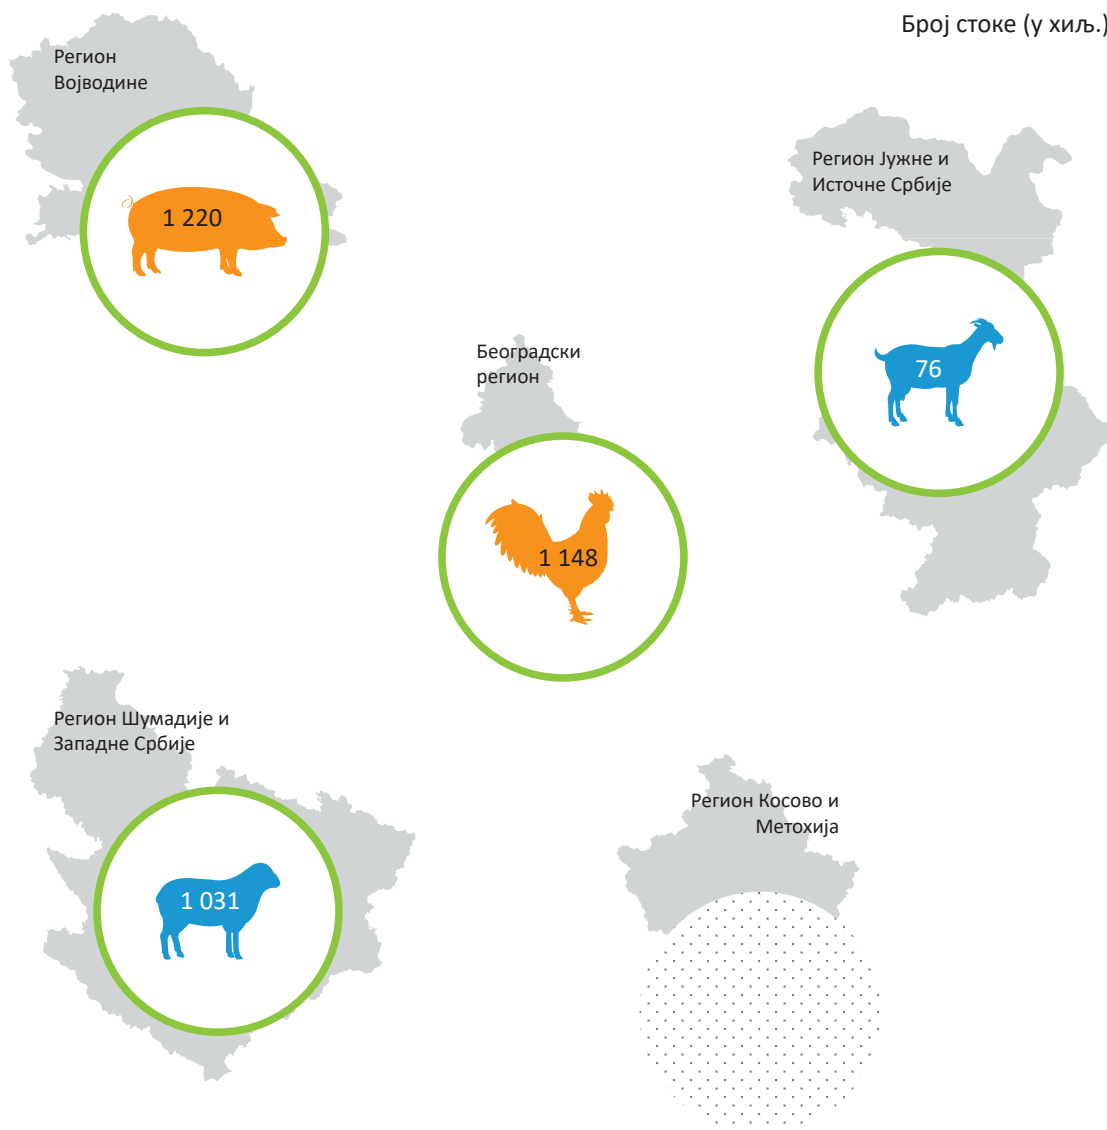 Број стоке (у хиљ.)
Регион
Војводине
1 220
Регион Јужне и
Источне Србије
76
Београдски
регион
1 148
Регион Шумадије и
Западне Србије
1 031
Регион Косово и
Метохија